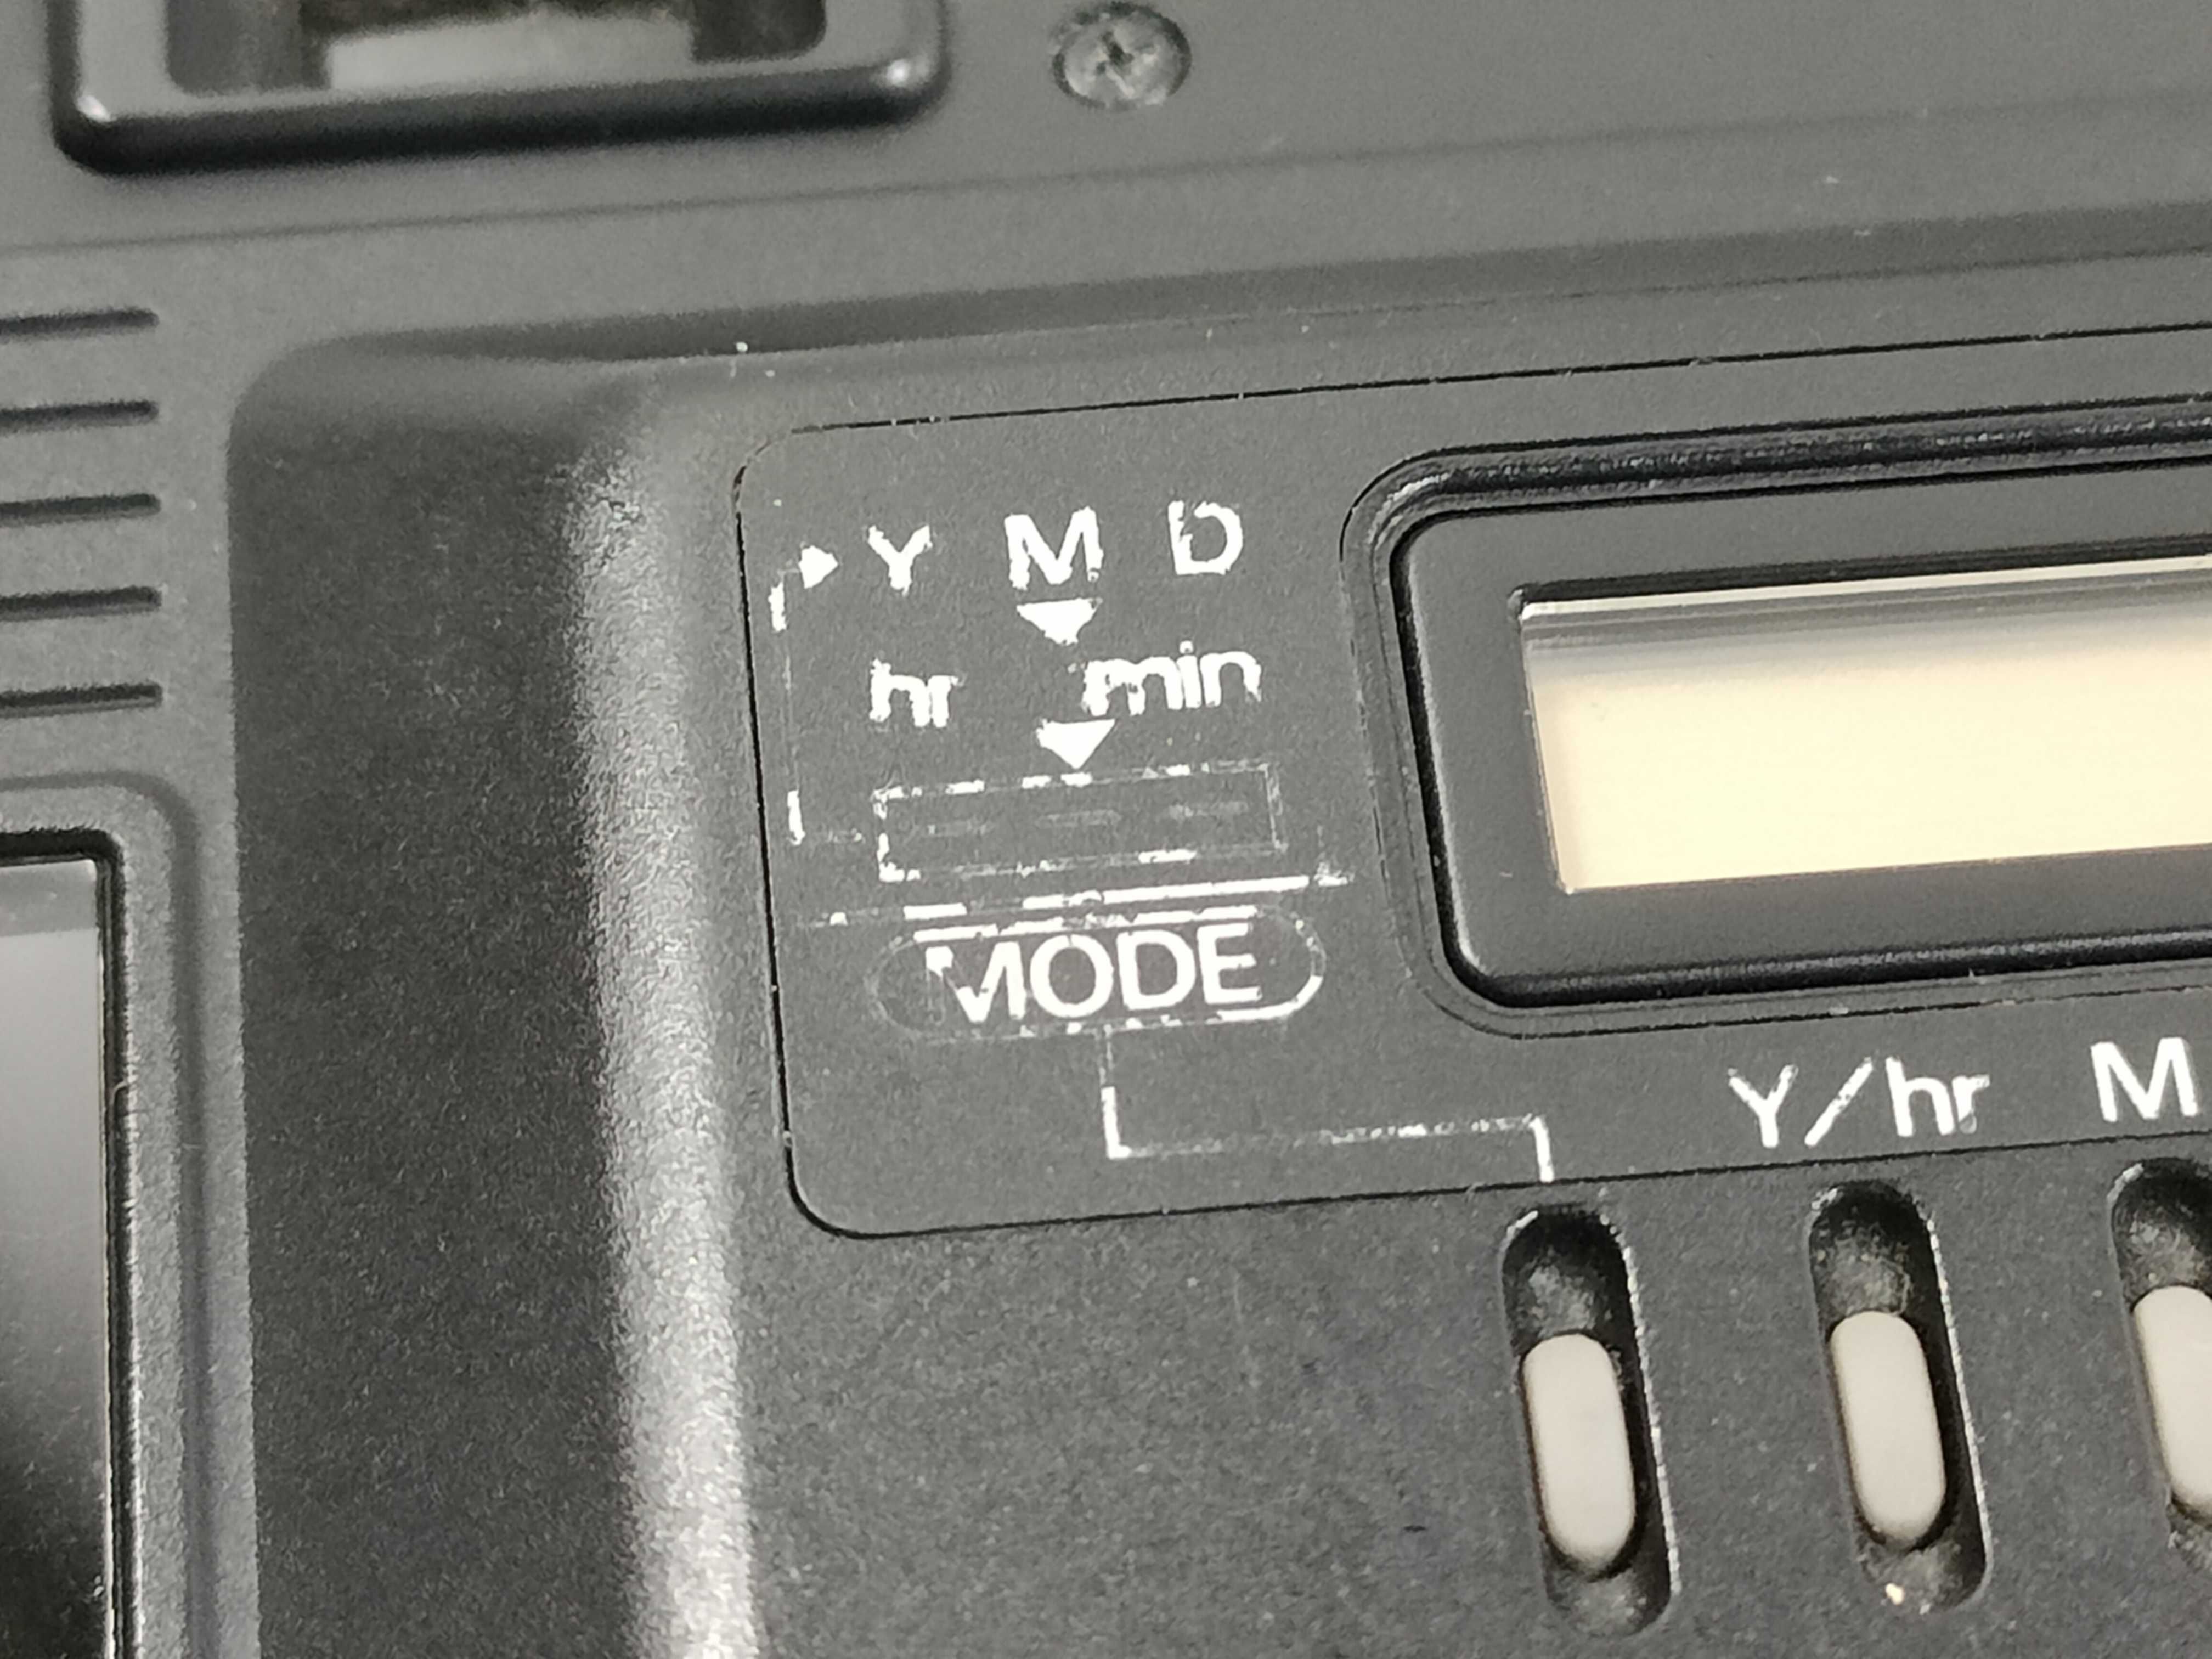 Y M D
hr min
- - -
MODE
Y/hr M